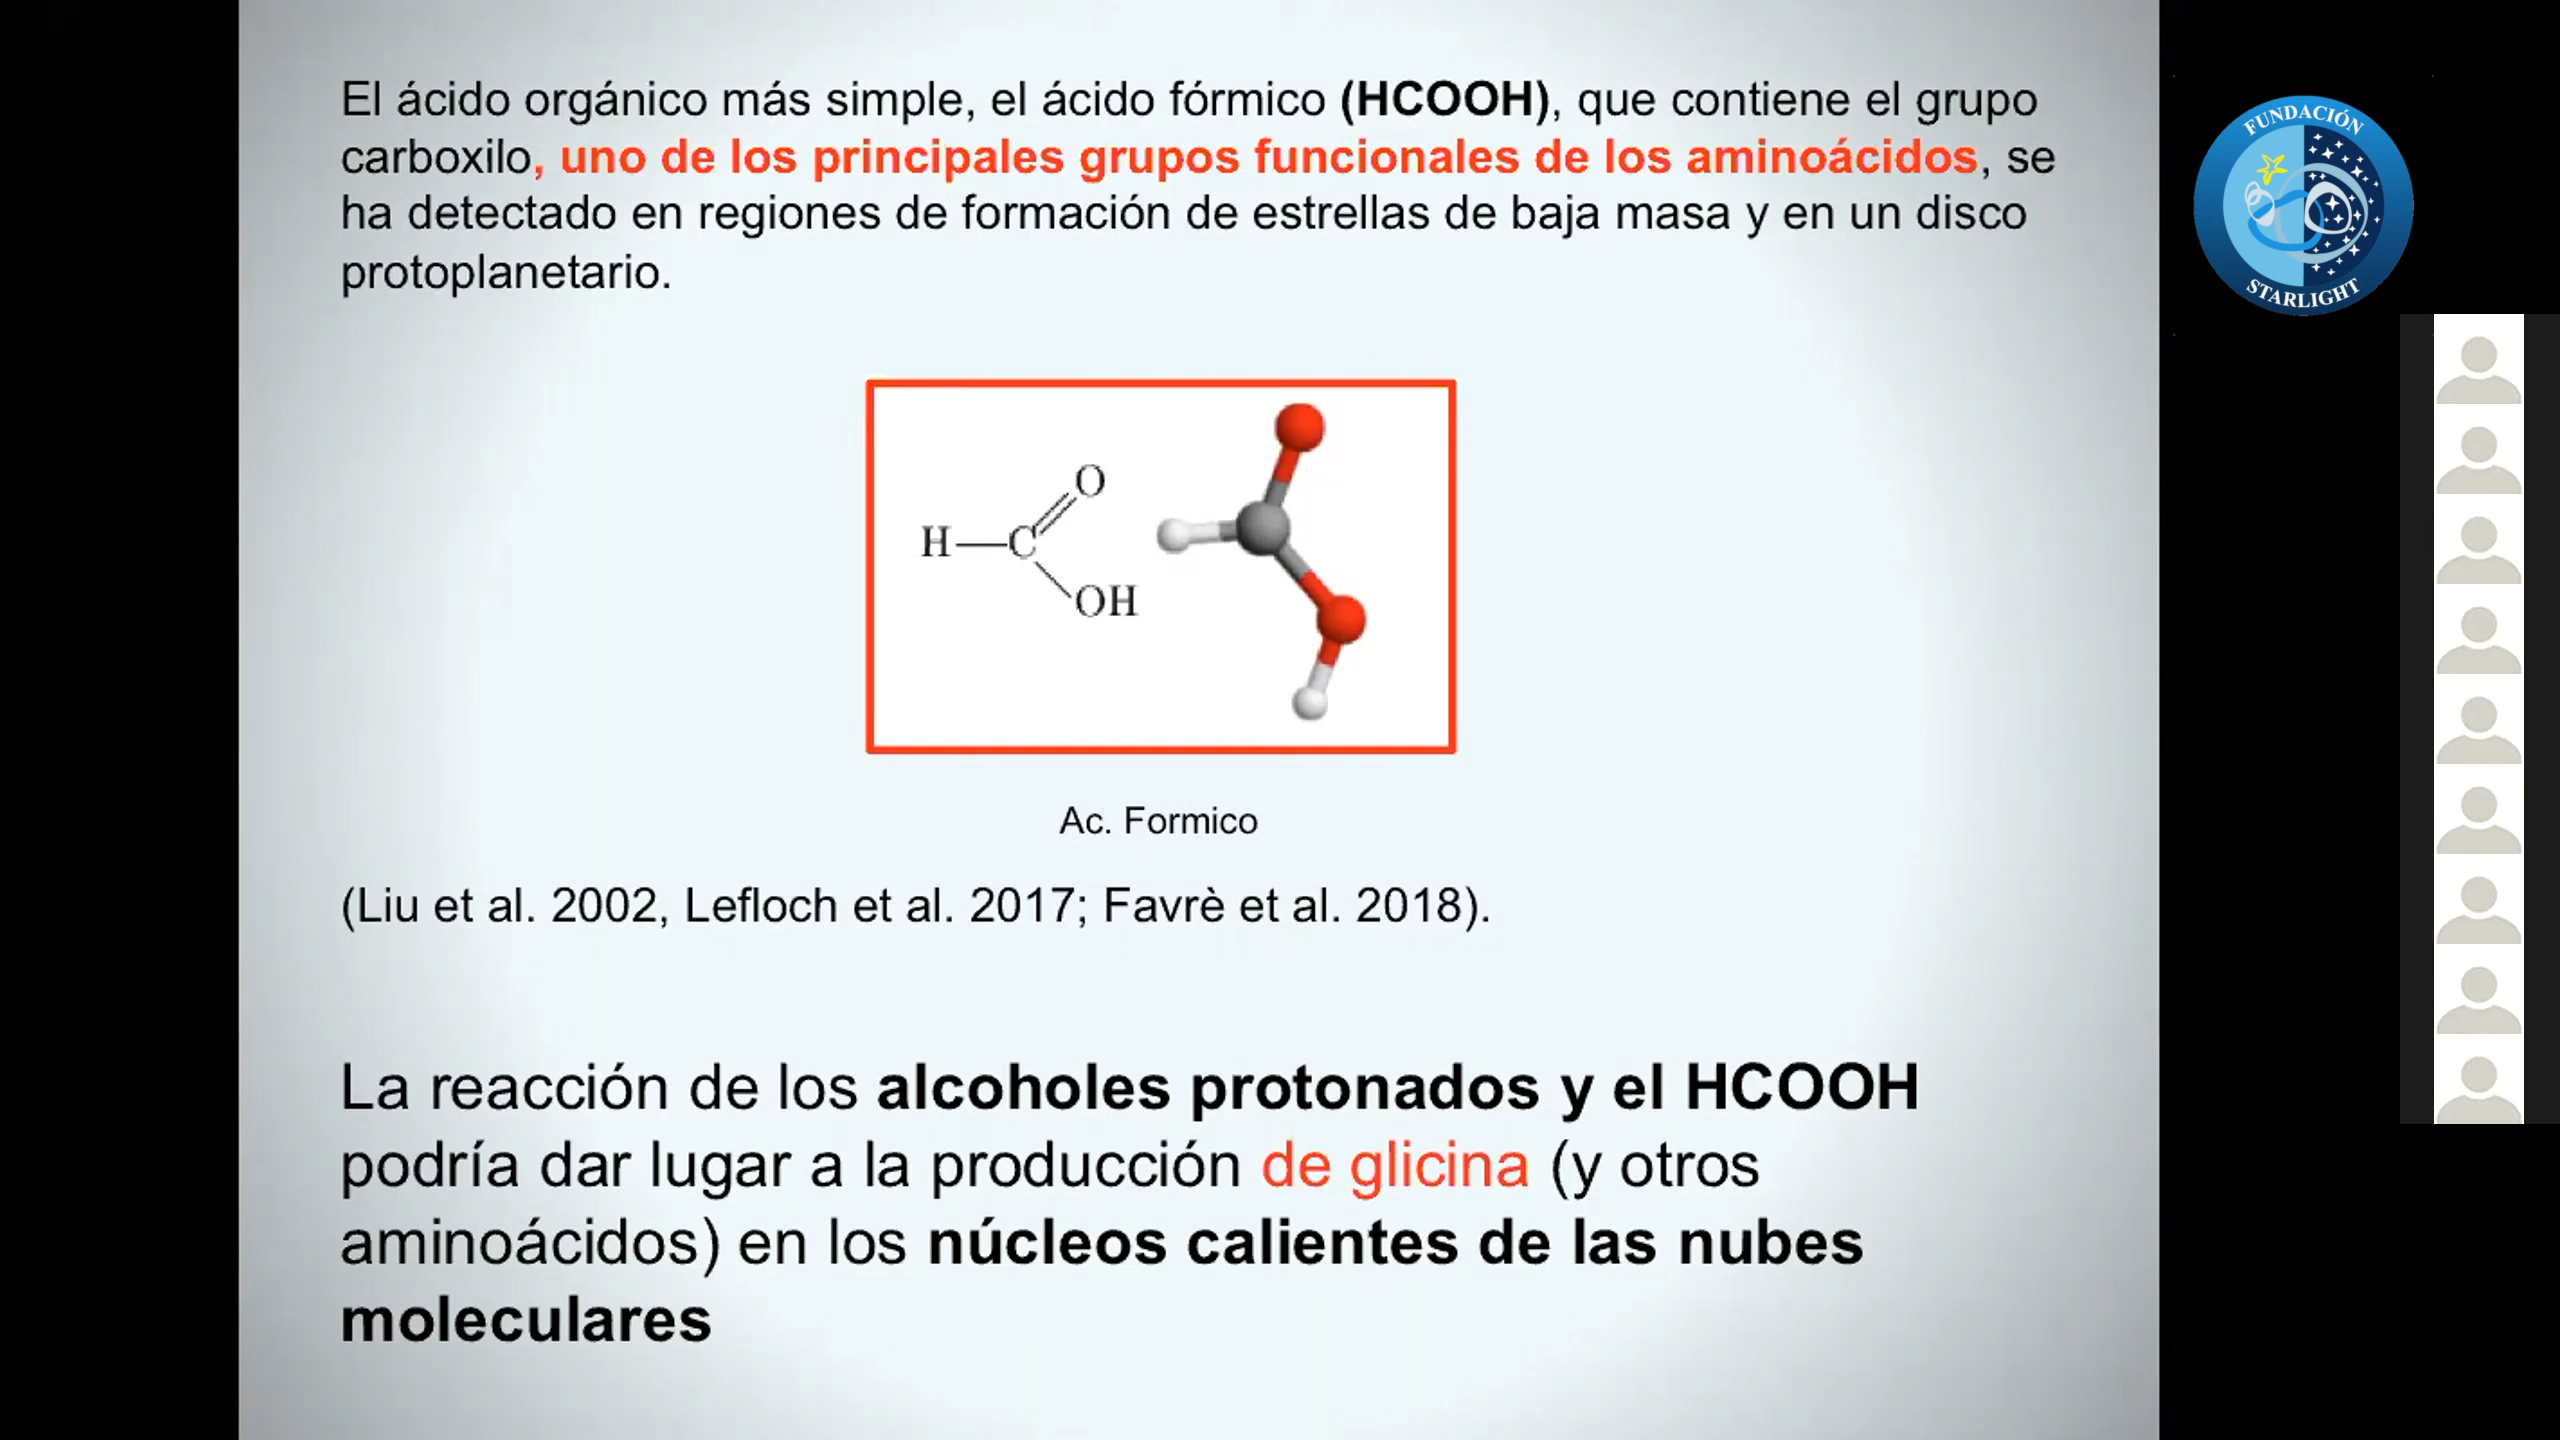 El ácido orgánico más simple, el ácido fórmico (HCOOH), que contiene el grupo
carboxilo, uno de los principales grupos funcionales de los aminoácidos, se
ha detectado en regiones de formación de estrellas de baja masa y en un disco
protoplanetario.
FUNDACIÓN
STARLIGHT
O
H—C
OH
Ac. Formico
(Liu et al. 2002, Lefloch et al. 2017; Favrè et al. 2018).
La reacción de los alcoholes protonados y el HCOOH
podría dar lugar a la producción de glicina (y otros
aminoácidos) en los núcleos calientes de las nubes
moleculares